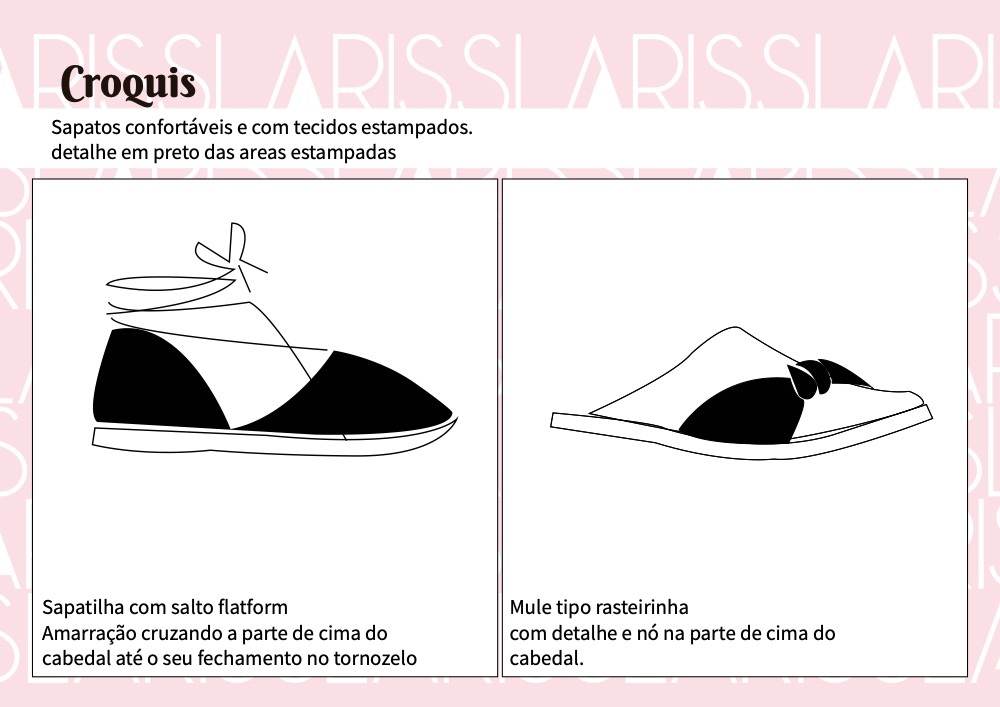 Croquis
Sapatos confortáveis e com tecidos estampados.
detalhe em preto das areas estampadas
Sapatilha com salto flatform
Amarração cruzando a parte de cima do
cabedal até o seu fechamento no tornozelo
Mule tipo rasteirinha
com detalhe e nó na parte de cima do
cabedal.